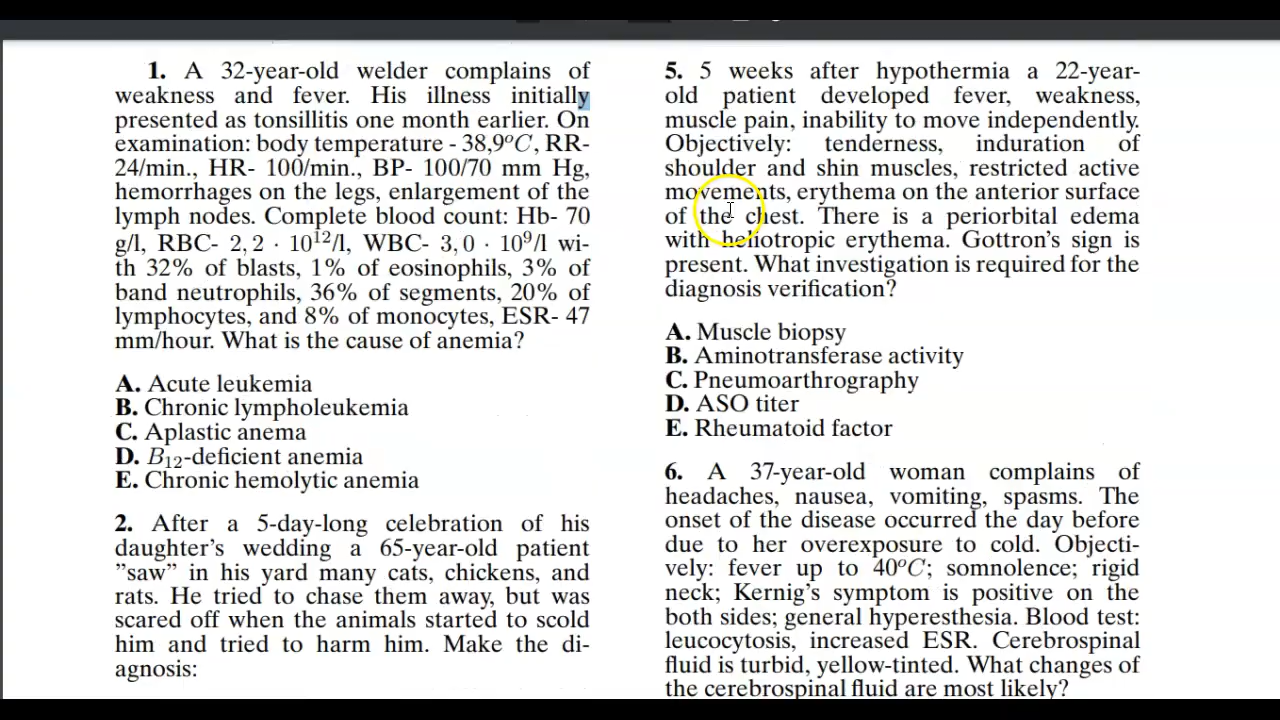 1. A 32-year-old welder complains of
weakness and fever. His illness initially
presented as tonsillitis one month earlier. On
examination: body temperature - 38,9°C, RR-
24/min., HR- 100/min., BP- 100/70 mm Hg,
hemorrhages on the legs, enlargement of the
lymph nodes. Complete blood count: Hb- 70
g/l, RBC- 2, 2 · 10¹²/l, WBC- 3, 0 · 10⁹/l wi-
th 32% of blasts, 1% of eosinophils, 3% of
band neutrophils, 36% of segments, 20% of
lymphocytes, and 8% of monocytes, ESR- 47
mm/hour. What is the cause of anemia?
A. Acute leukemia
B. Chronic lympholeukemia
C. Aplastic anema
D. B₁₂-deficient anemia
E. Chronic hemolytic anemia
2. After a 5-day-long celebration of his
daughter's wedding a 65-year-old patient
"saw" in his yard many cats, chickens, and
rats. He tried to chase them away, but was
scared off when the animals started to scold
him and tried to harm him. Make the di-
agnosis:
5. 5 weeks after hypothermia a 22-year-
old patient developed fever, weakness,
muscle pain, inability to move independently.
Objectively: tenderness, induration of
shoulder and shin muscles, restricted active
movements, erythema on the anterior surface
of the chest. There is a periorbital edema
with heliotropic erythema. Gottron's sign is
present. What investigation is required for the
diagnosis verification?
A. Muscle biopsy
B. Aminotransferase activity
C. Pneumoarthrography
D. ASO titer
E. Rheumatoid factor
6. A 37-year-old woman complains of
headaches, nausea, vomiting, spasms. The
onset of the disease occurred the day before
due to her overexposure to cold. Objecti-
vely: fever up to 40°C; somnolence; rigid
neck; Kernig's symptom is positive on the
both sides; general hyperesthesia. Blood test:
leucocytosis, increased ESR. Cerebrospinal
fluid is turbid, yellow-tinted. What changes of
the cerebrospinal fluid are most likely?